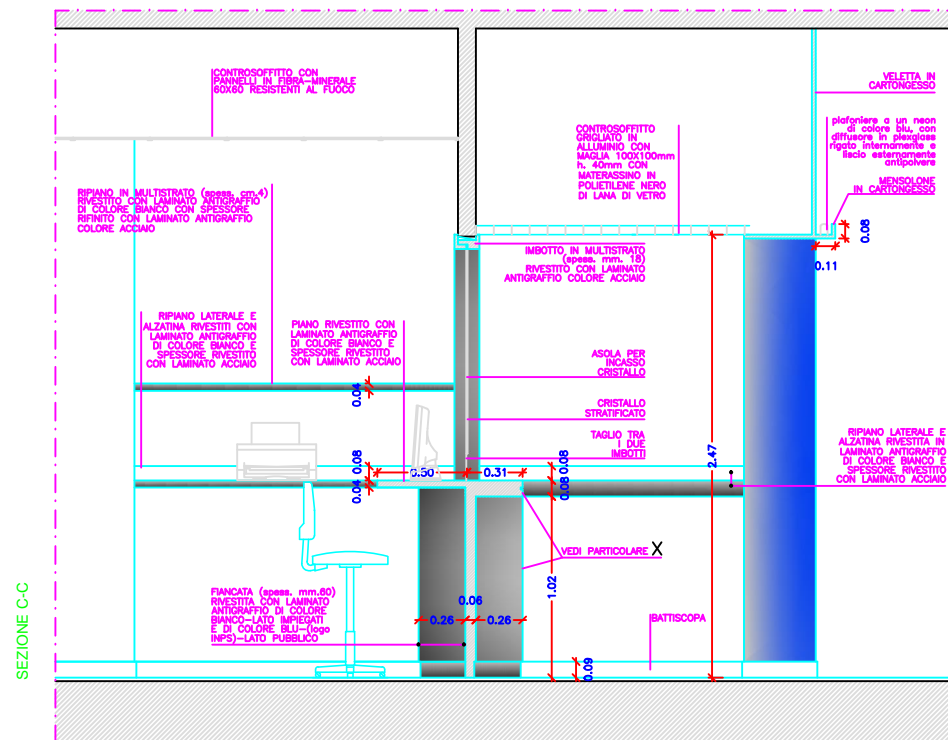 CONTROSOFFITTO CON
PANNELLI IN FIBRA-MINERALE
60X60 RESISTENTI AL FUOCO
VELETTA IN
CARTONGESSO
plafoniere a un neon
di colore blu, con
diffusore in plexglass
rigato internamente e
liscio esternamente
antipolvere
MENSOLONE
IN CARTONGESSO
0.08
0.11
CONTROSOFFITTO
GRIGLIATO IN
ALLUMINIO CON
MAGLIA 100X100mm
h. 40mm CON
MATERASSINO IN
POLIETILENE NERO
DI LANA DI VETRO
RIPIANO IN MULTISTRATO (spess. cm.4)
RIVESTITO CON LAMINATO ANTIGRAFFIO
DI COLORE BIANCO CON SPESSORE
RIFINITO CON LAMINATO ANTIGRAFFIO
COLORE ACCIAIO
IMBOTTO IN MULTISTRATO
(spess. mm. 18)
RIVESTITO CON LAMINATO
ANTIGRAFFIO COLORE ACCIAIO
RIPIANO LATERALE E
ALZATINA RIVESTITI CON
LAMINATO ANTIGRAFFIO
DI COLORE BIANCO E
SPESSORE RIVESTITO
CON LAMINATO ACCIAIO
PIANO RIVESTITO CON
LAMINATO ANTIGRAFFIO
DI COLORE BIANCO E
SPESSORE RIVESTITO
CON LAMINATO ACCIAIO
ASOLA PER
INCASSO
CRISTALLO
0.04
CRISTALLO
STRATIFICATO
TAGLIO TRA
I DUE
IMBOTTI
RIPIANO LATERALE E
ALZATINA RIVESTITA IN
LAMINATO ANTIGRAFFIO
DI COLORE BIANCO E
SPESSORE RIVESTITO
CON LAMINATO ACCIAIO
2.47
0.08
0.50
0.31
0.08
0.04
0.08
VEDI PARTICOLARE X
1.02
SEZIONE C-C
FIANCATA (spess. mm.60)
RIVESTITA CON LAMINATO
ANTIGRAFFIO DI COLORE
BIANCO-LATO IMPIEGATI
E DI COLORE BLU-(logo
INPS)-LATO PUBBLICO
0.06
0.26
0.26
BATTISCOPA
0.09